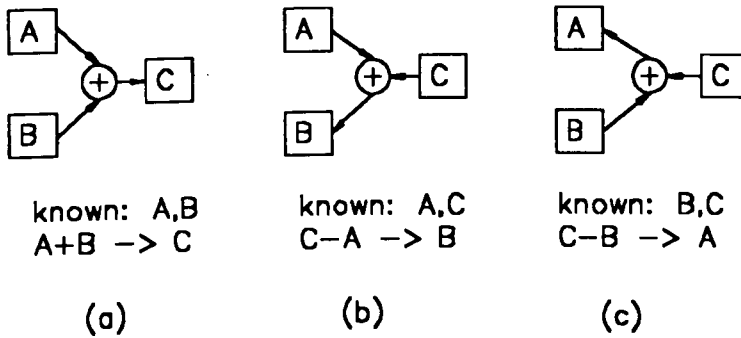 A
+
C
B
known: A,B
A+B -> C
(a)
A
+
C
B
known: A,C
C-A -> B
(b)
A
+
C
B
known: B,C
C-B -> A
(c)